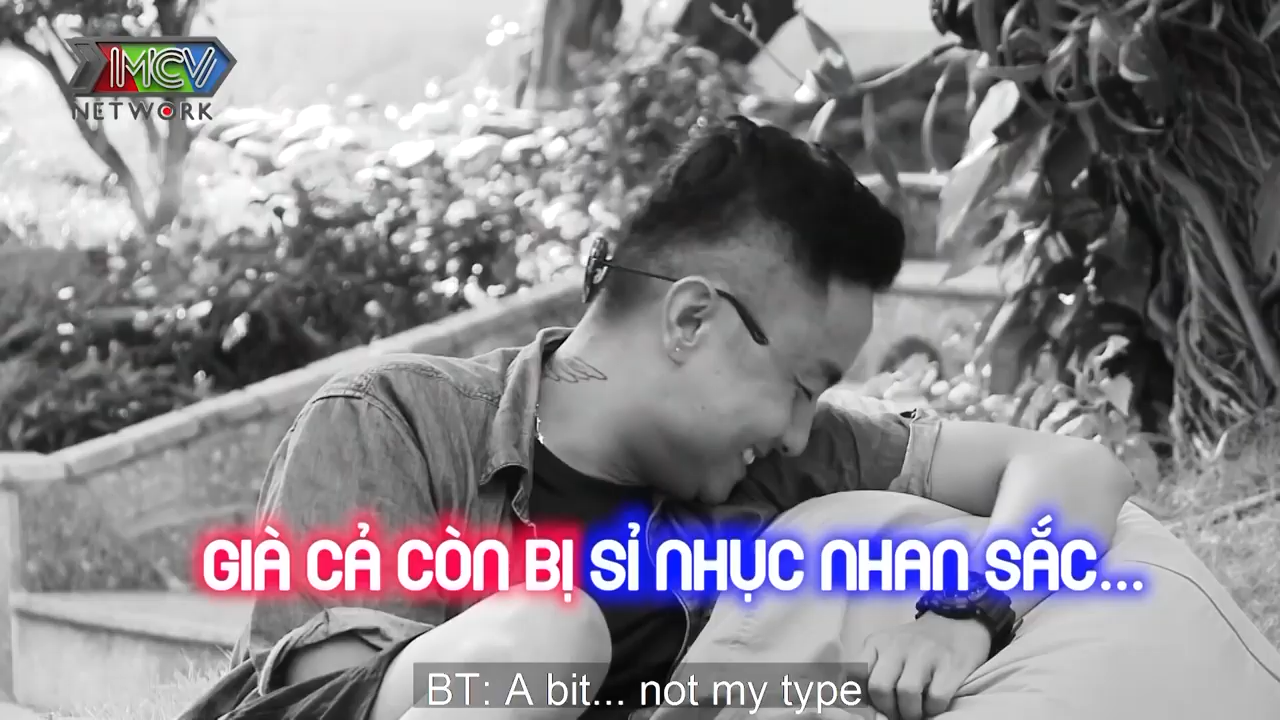 MCV
NETWORK
GIÀ CẢ CÒN BỊ SỈ NHỤC NHAN SẮC...
BT: A bit... not my type